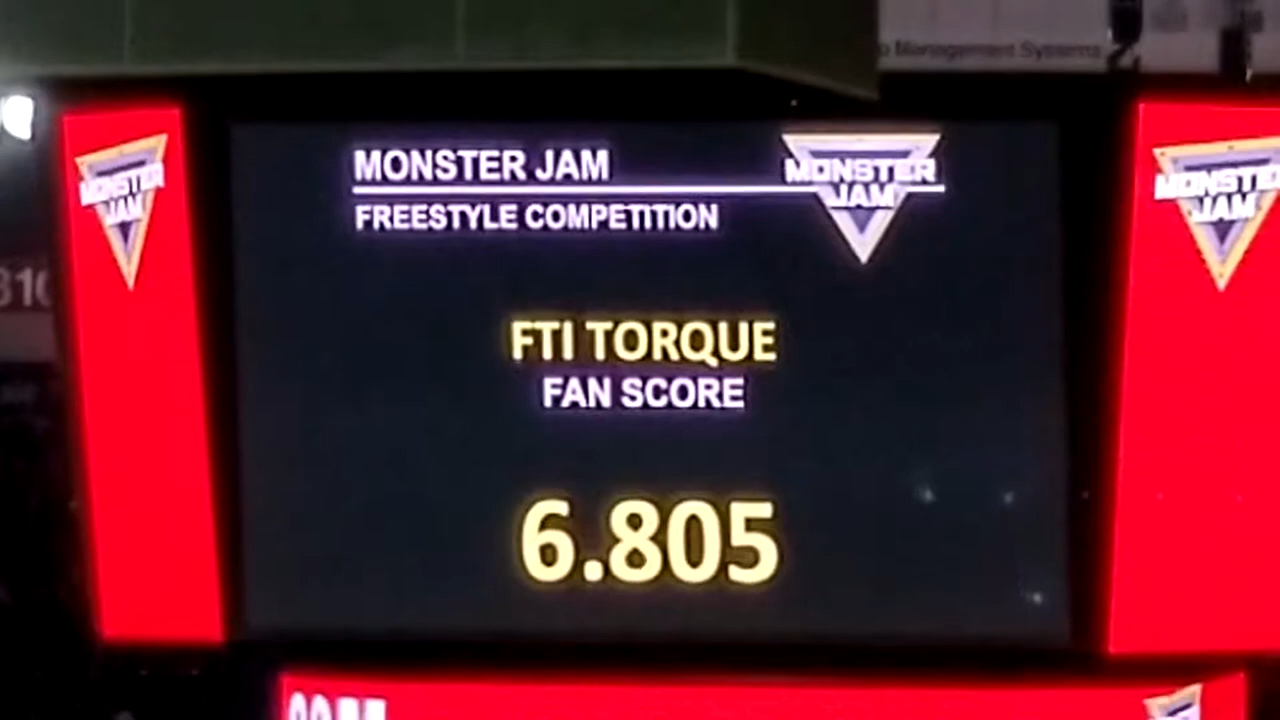 Management Systems
MONSTER JAM
FREESTYLE COMPETITION
MONSTER
JAM
MONSTER
JAM
MONSTER
JAM
FTI TORQUE
FAN SCORE
6.805